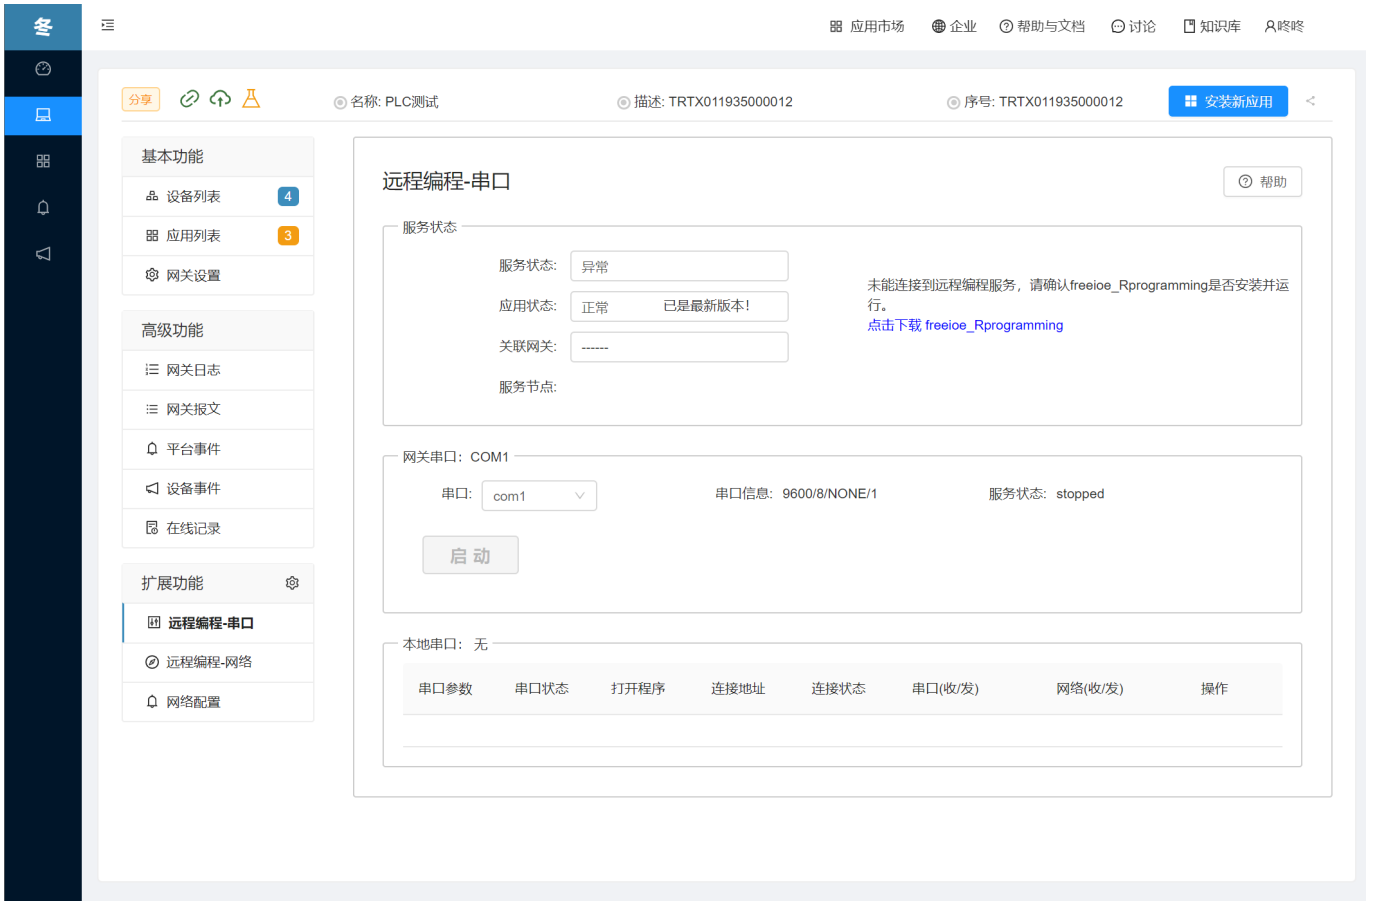 冬
应用市场 企业 帮助与文档 讨论 知识库 咚咚
分享 名称: PLC测试 描述: TRTX011935000012 序号: TRTX011935000012 安装新应用
基本功能
设备列表 4
应用列表 3
网关设置
高级功能
网关日志
网关报文
平台事件
设备事件
在线记录
扩展功能
远程编程-串口
远程编程-网络
网络配置
远程编程-串口 帮助
服务状态
服务状态: 异常
应用状态: 正常 已是最新版本!
关联网关: ------
服务节点:
未能连接到远程编程服务，请确认freeioe_Rprogramming是否安装并运
行。
点击下载 freeioe_Rprogramming
网关串口：COM1
串口: com1 串口信息: 9600/8/NONE/1 服务状态: stopped
启 动
本地串口： 无
串口参数 串口状态 打开程序 连接地址 连接状态 串口(收/发) 网络(收/发) 操作